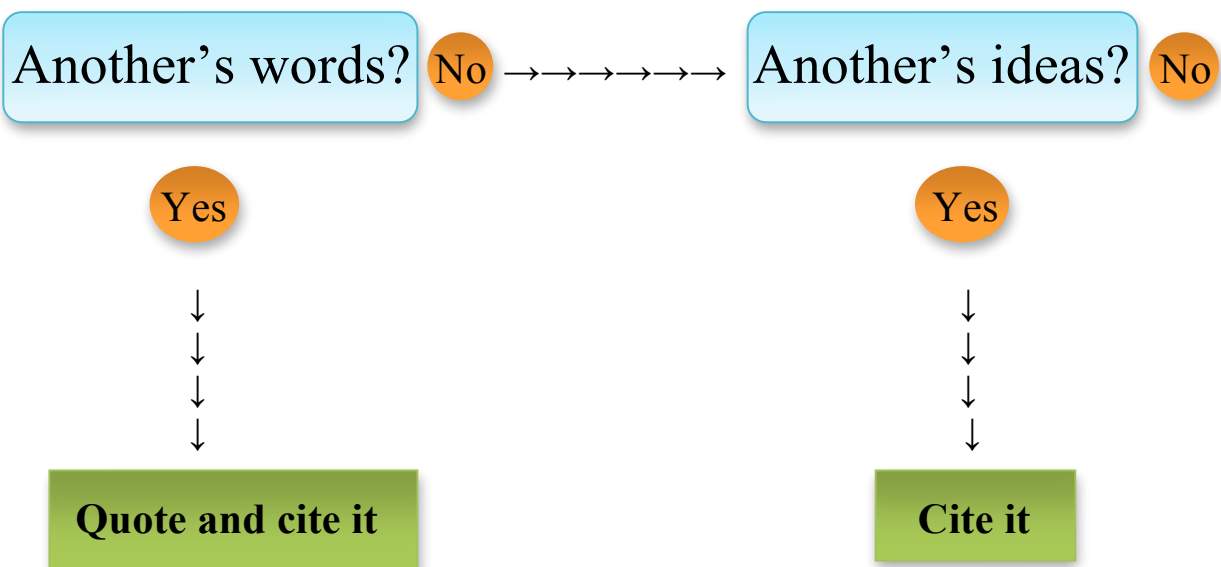 Another’s words? No →→→→→→ Another’s ideas? No
Yes Yes
↓ ↓
↓ ↓
↓ ↓
↓ ↓
Quote and cite it Cite it